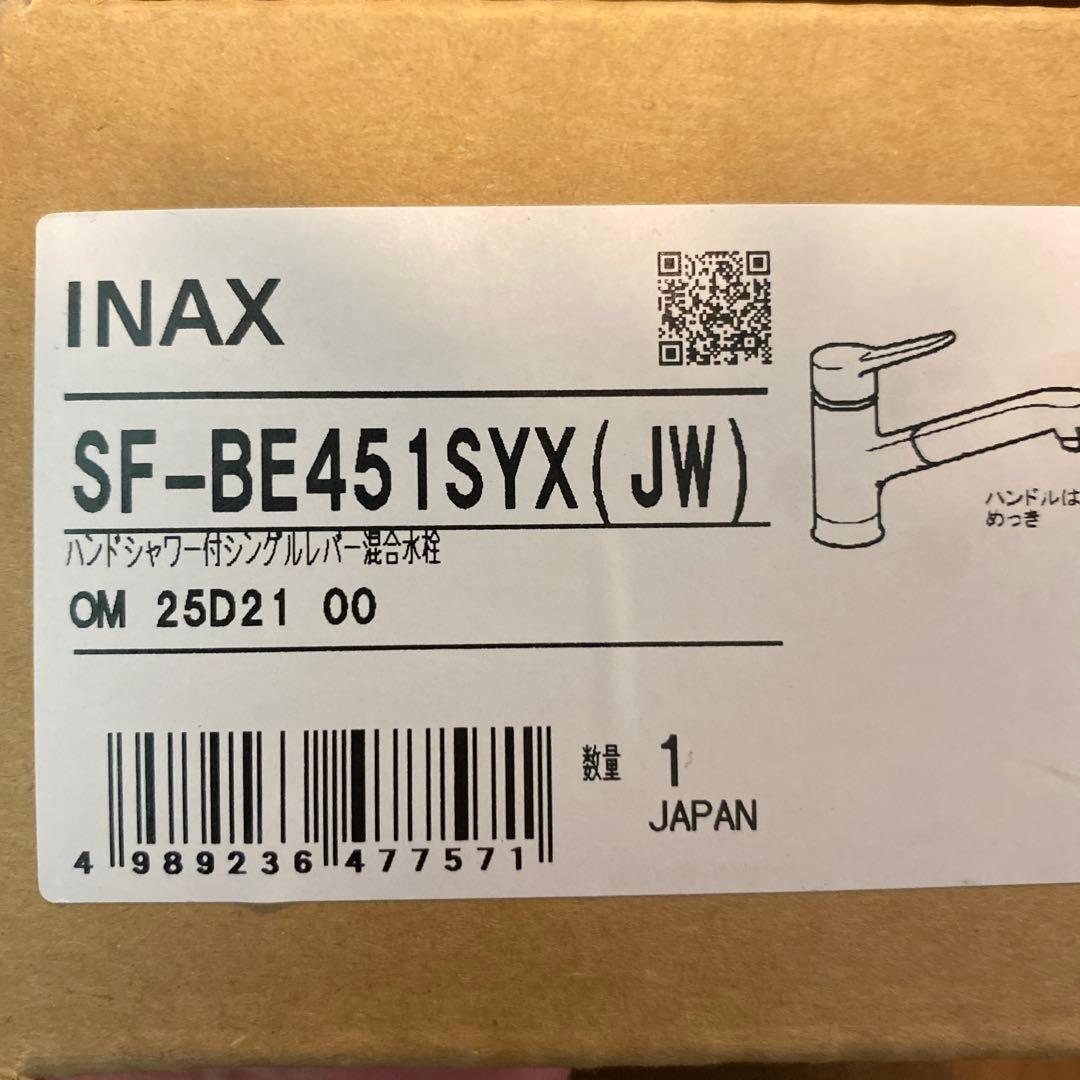 INAX
SF-BE451SYX(JW)
ハンドシャワー付シングルレバー混合水栓
OM 25D21 00
ハンドルは
めっき
数量 1
JAPAN
4 989236 477571